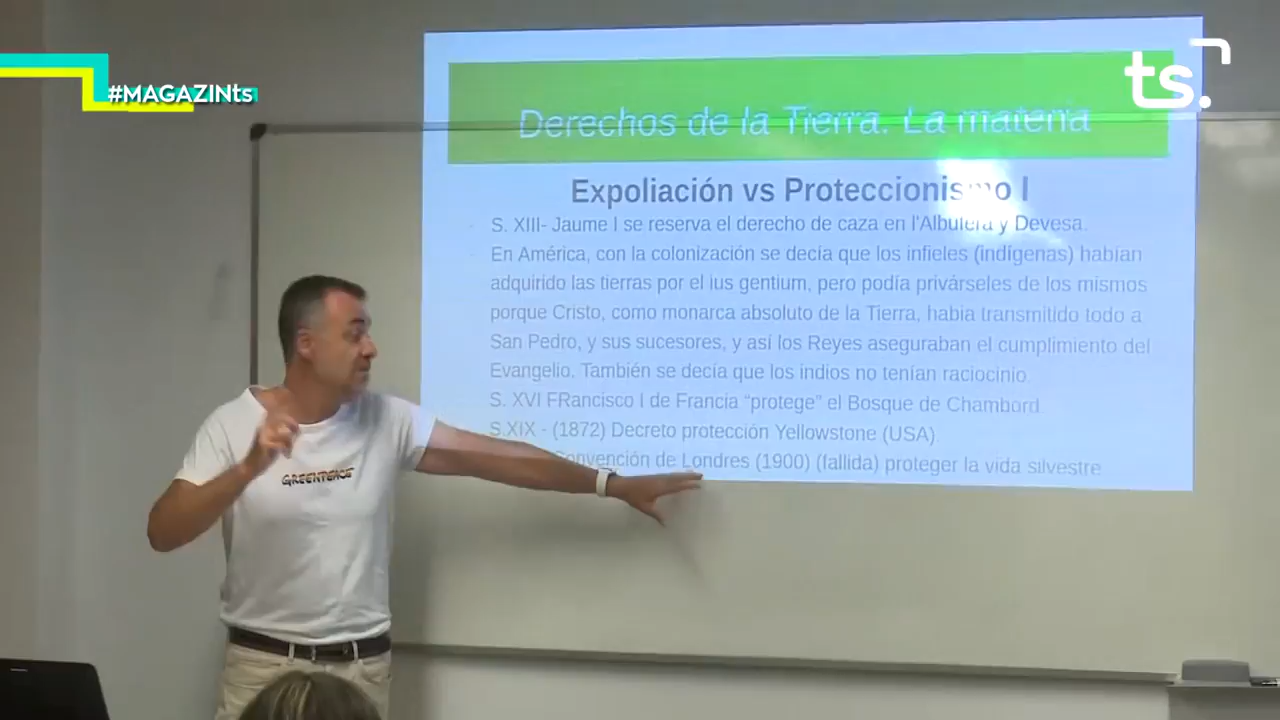 #MAGAZINts
ts.
Derechos de la Tierra. La materia
Expoliación vs Proteccionismo I
S. XIII- Jaume I se reserva el derecho de caza en l'Albufera y Devesa.
En América, con la colonización se decía que los infieles (indígenas) habían
adquirido las tierras por el ius gentium, pero podía privárseles de los mismos
porque Cristo, como monarca absoluto de la Tierra, habia transmitido todo a
San Pedro, y sus sucesores, y así los Reyes aseguraban el cumplimiento del
Evangelio. También se decía que los indios no tenían raciocinio.
S. XVI FRancisco I de Francia “protege” el Bosque de Chambord.
S.XIX - (1872) Decreto protección Yellowstone (USA).
Convención de Londres (1900) (fallida) proteger la vida silvestre
GREENPEACE